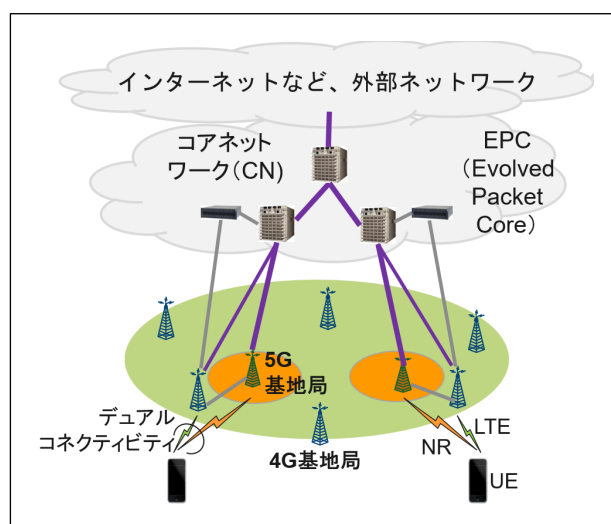 インターネットなど、外部ネットワーク
コアネット
ワーク(CN)
EPC
(Evolved
Packet
Core)
5G
基地局
デュアル
コネクティビティ
4G基地局
NR
LTE
UE